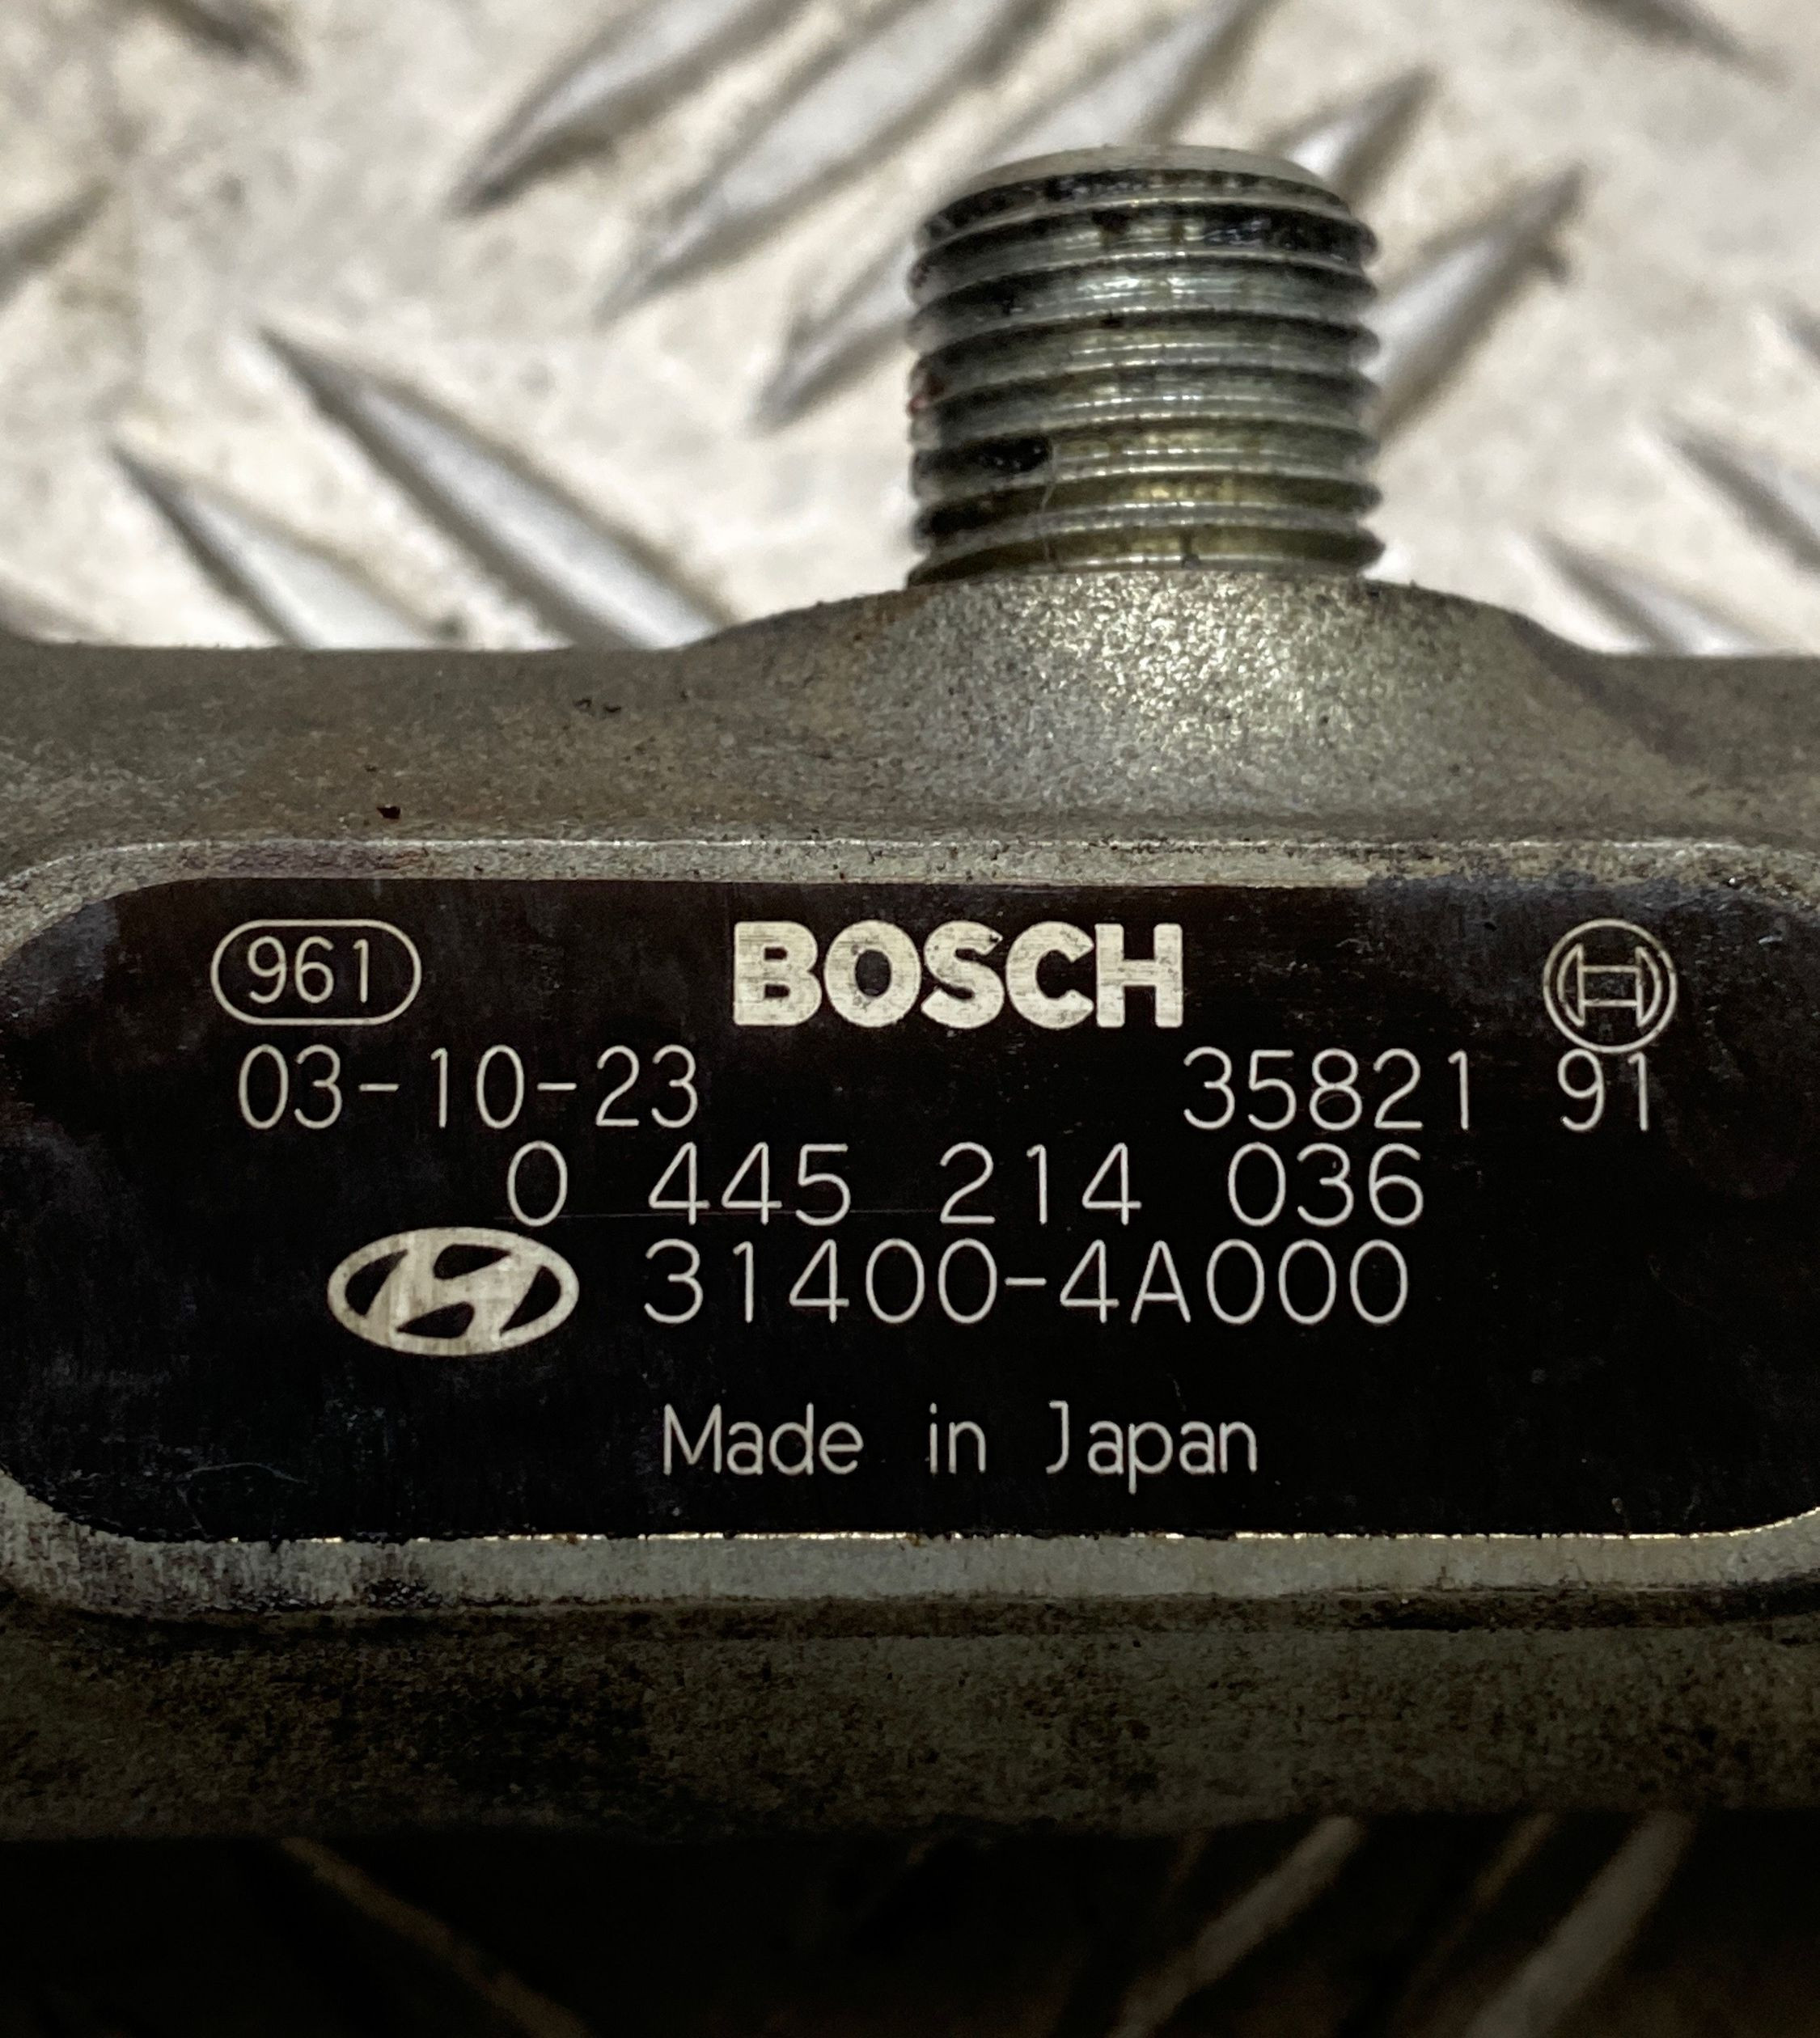 961 BOSCH
03-10-23 35821 91
0 445 214 036
31400-4A000
Made in Japan